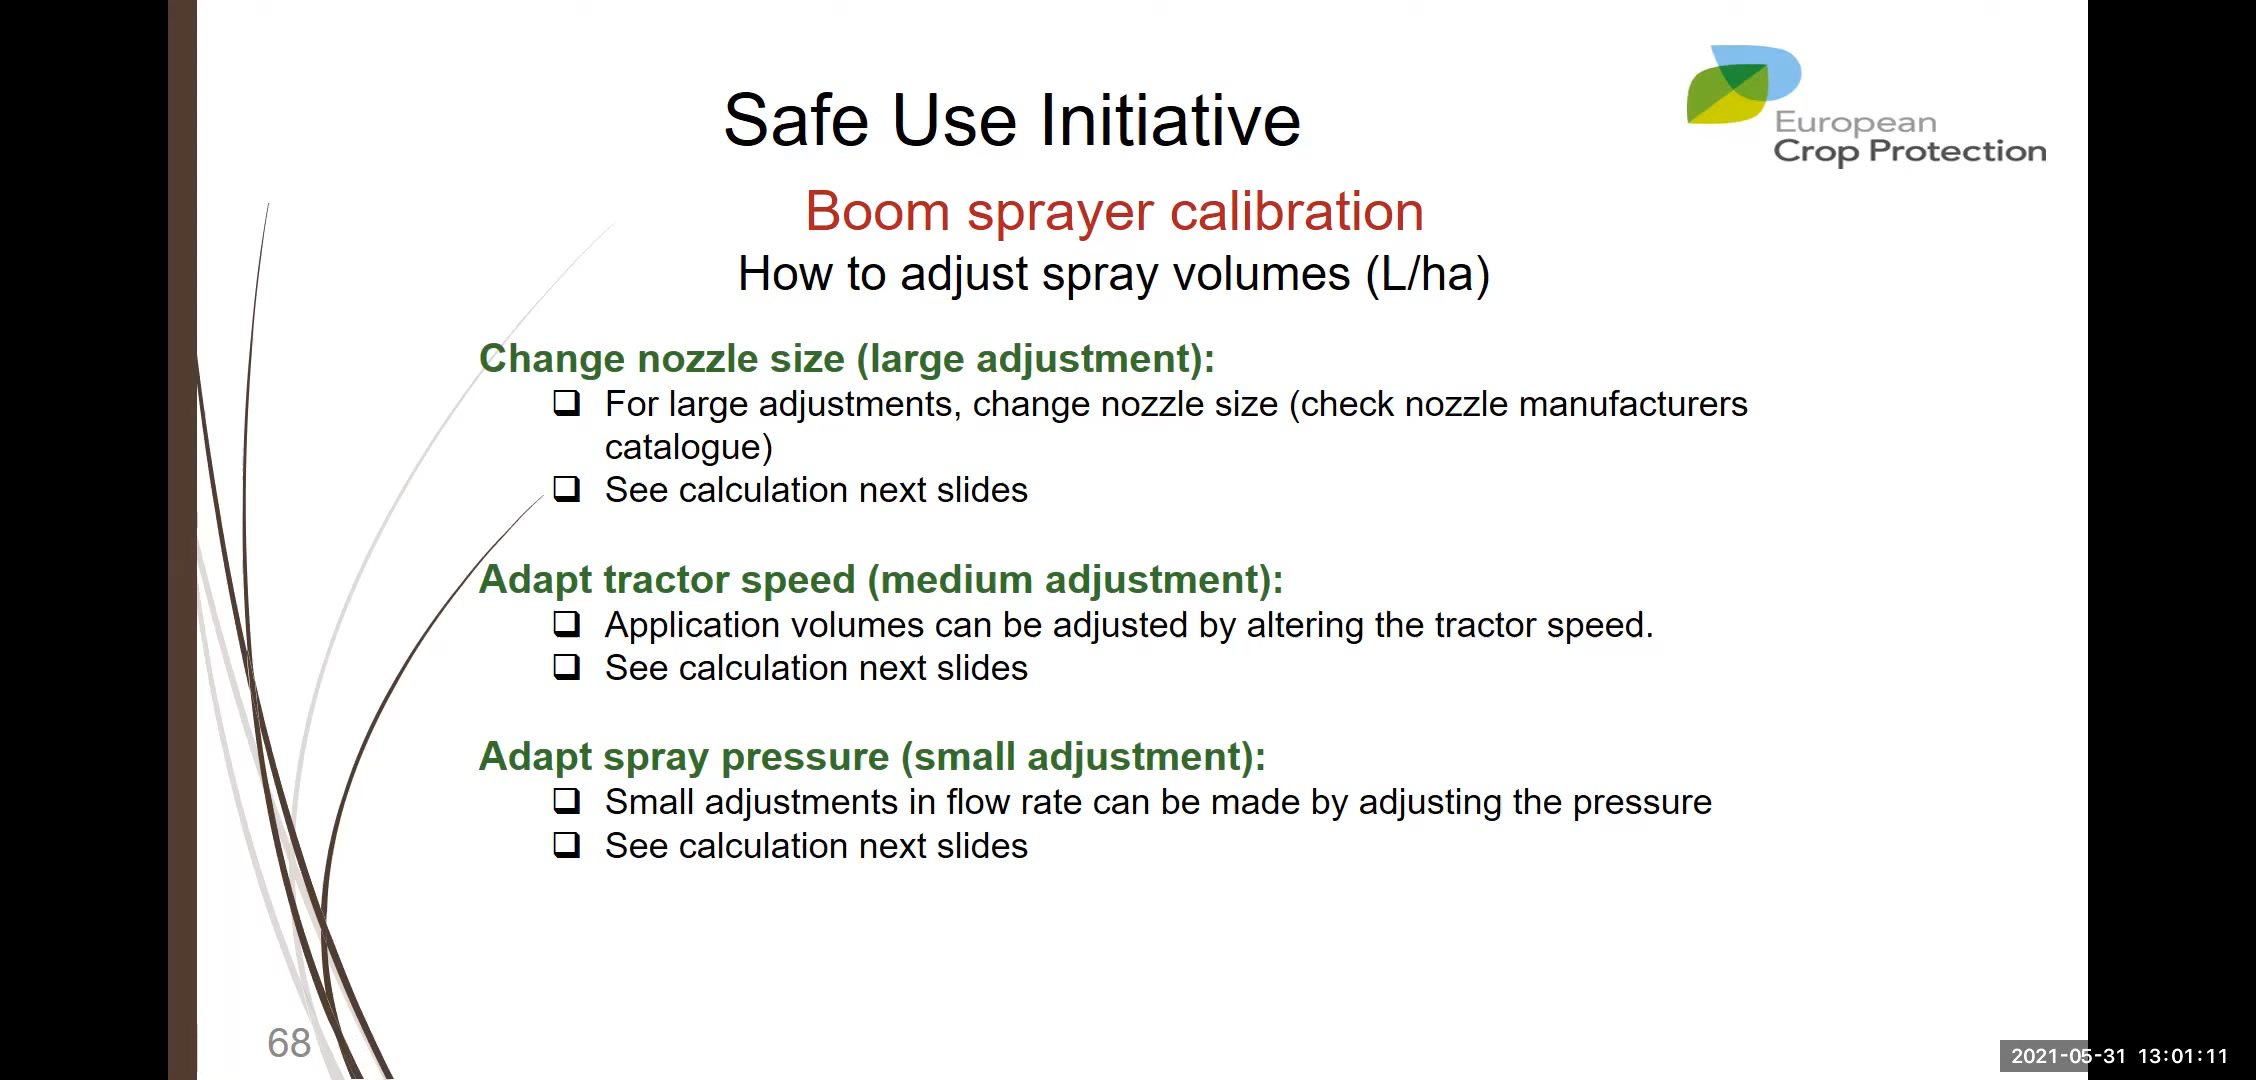 European
Crop Protection
Safe Use Initiative
Boom sprayer calibration
How to adjust spray volumes (L/ha)
Change nozzle size (large adjustment):
❑ For large adjustments, change nozzle size (check nozzle manufacturers
catalogue)
❑ See calculation next slides
Adapt tractor speed (medium adjustment):
❑ Application volumes can be adjusted by altering the tractor speed.
❑ See calculation next slides
Adapt spray pressure (small adjustment):
❑ Small adjustments in flow rate can be made by adjusting the pressure
❑ See calculation next slides
68
2021-05-31 13:01:11